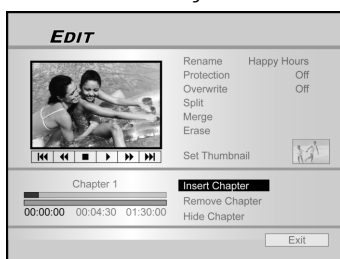 EDIT
Rename Happy Hours
Protection Off
Overwrite Off
Split
Merge
Erase
Set Thumbnail
Chapter 1
00:00:00 00:04:30 01:30:00
Insert Chapter
Remove Chapter
Hide Chapter
Exit